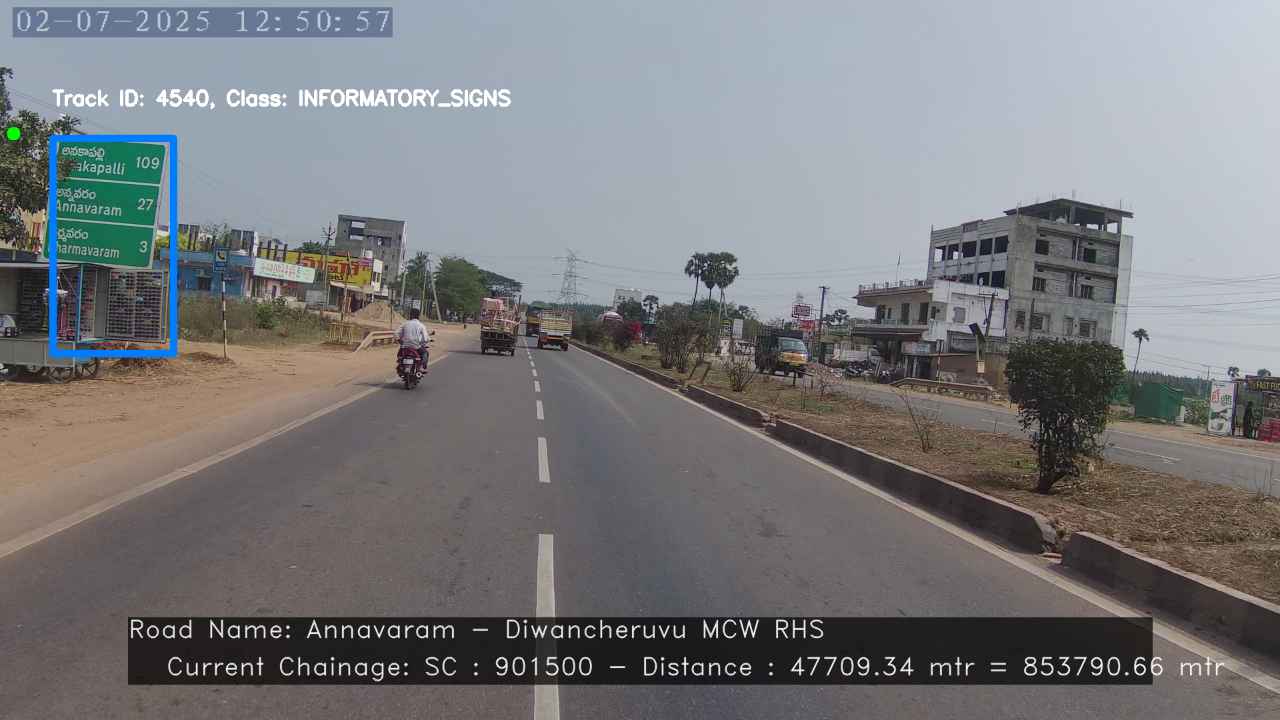 02-07-2025 12:50:57
Track ID: 4540, Class: INFORMATORY_SIGNS
అనకాపల్లి
akapalli 109
అన్నవరం
Annavaram 27
ర్మవరం
harmavaram 3
Road Name: Annavaram - Diwancheruvu MCW RHS
Current Chainage: SC : 901500 - Distance : 47709.34 mtr = 853790.66 mtr